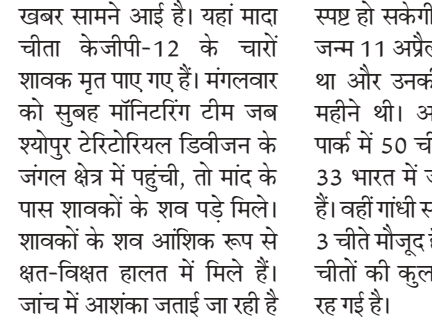 खबर सामने आई है। यहां मादा
चीता केजीपी-12 के चारों
शावक मृत पाए गए हैं। मंगलवार
को सुबह मॉनिटरिंग टीम जब
श्योपुर टेरिटोरियल डिवीजन के
जंगल क्षेत्र में पहुंची, तो मांद के
पास शावकों के शव पड़े मिले।
शावकों के शव आंशिक रूप से
क्षत-विक्षत हालत में मिले हैं।
जांच में आशंका जताई जा रही है
स्पष्ट हो सकेगी
जन्म 11
था और
महीने थी।
पार्क में 50
33 भारत में
हैं। वहीं गांधी
3 चीते मौजूद
चीतों की
रह गई है।